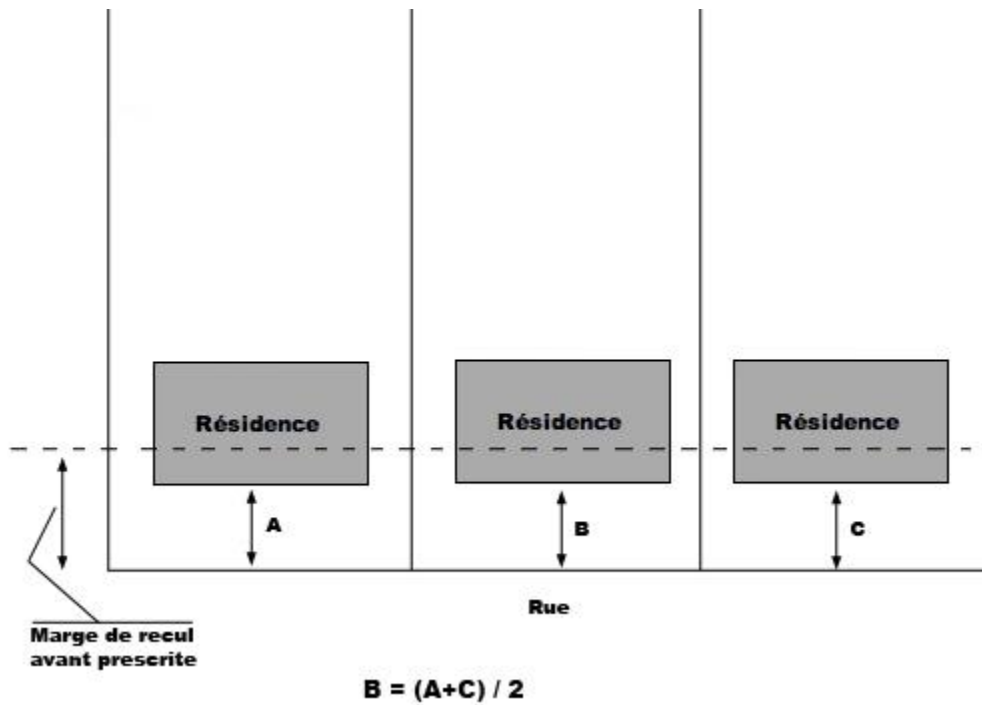 Résidence
Résidence
Résidence
A
B
C
Rue
Marge de recul
avant prescrite
B = (A+C) / 2